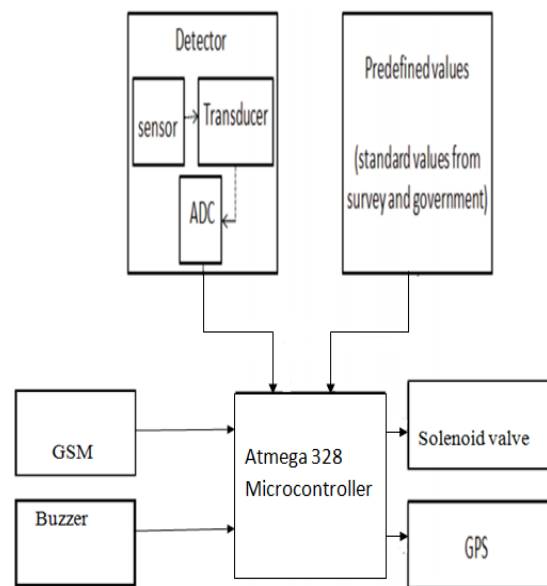 Detector
sensor
Transducer
ADC
Predefined values
(standard values from
survey and government)
GSM
Buzzer
Atmega 328
Microcontroller
Solenoid valve
GPS